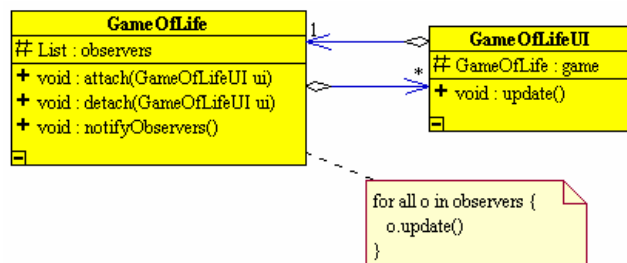 GameOfLife
# List : observers
+ void : attach(GameOfLifeUI ui)
+ void : detach(GameOfLifeUI ui)
+ void : notifyObservers()
1
*
GameOfLifeUI
# GameOfLife : game
+ void : update()
for all o in observers {
o.update()
}